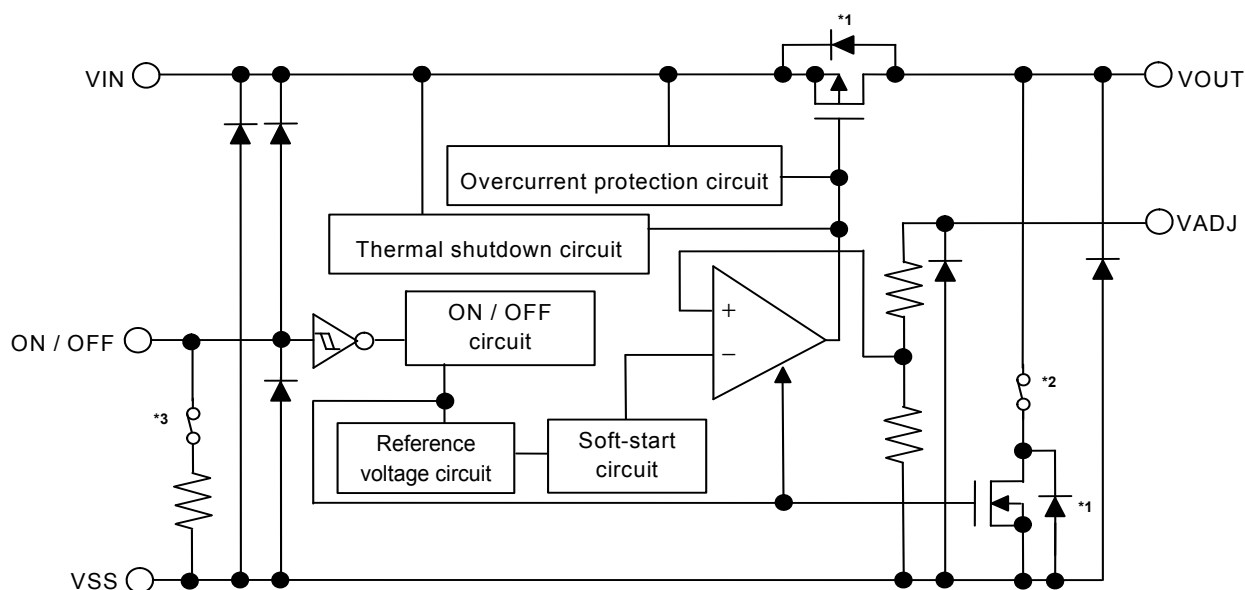 *1
VIN
VOUT
Overcurrent protection circuit
VADJ
Thermal shutdown circuit
+
ON / OFF
ON / OFF
circuit
−
*2
*3
Reference
voltage circuit
Soft-start
circuit
*1
VSS